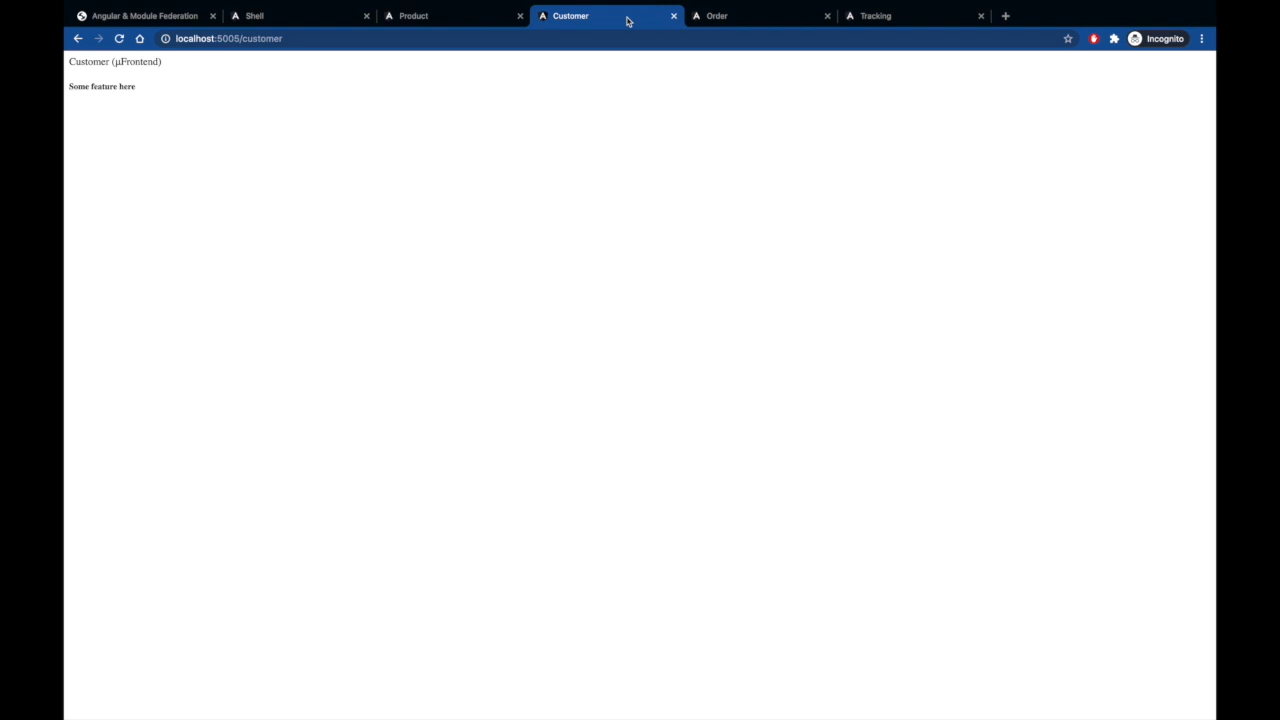 Angular & Module Federation
Shell
Product
Customer
Order
Tracking
localhost:5005/customer
Incognito
Customer (µFrontend)
Some feature here